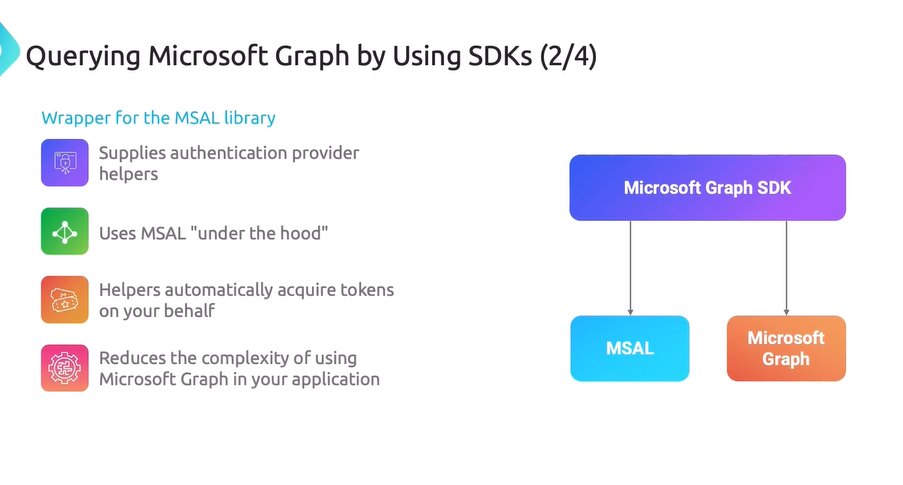 Querying Microsoft Graph by Using SDKs (2/4)
Wrapper for the MSAL library
Supplies authentication provider
helpers
Uses MSAL "under the hood"
Helpers automatically acquire tokens
on your behalf
Reduces the complexity of using
Microsoft Graph in your application
Microsoft Graph SDK
MSAL
Microsoft
Graph